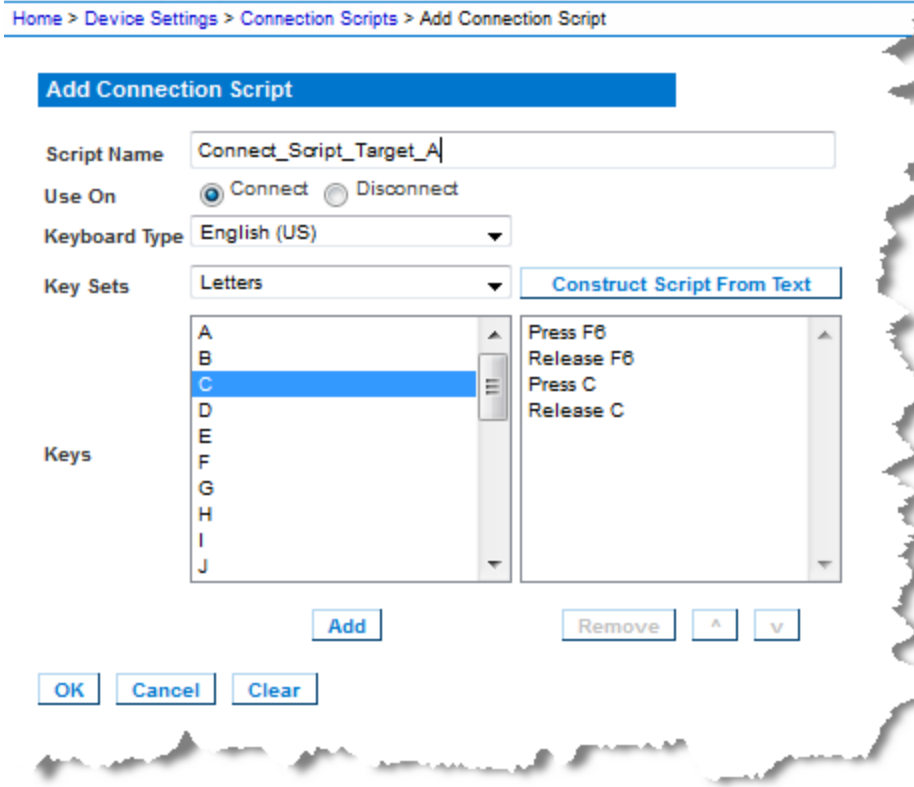 Home > Device Settings > Connection Scripts > Add Connection Script
Add Connection Script
Script Name Connect_Script_Target_A
Use On Connect Disconnect
Keyboard Type English (US)
Key Sets Letters Construct Script From Text
A
B
C
D
E
F
G
H
I
J
Press F6
Release F6
Press C
Release C
Keys
Add Remove ^ v
OK Cancel Clear